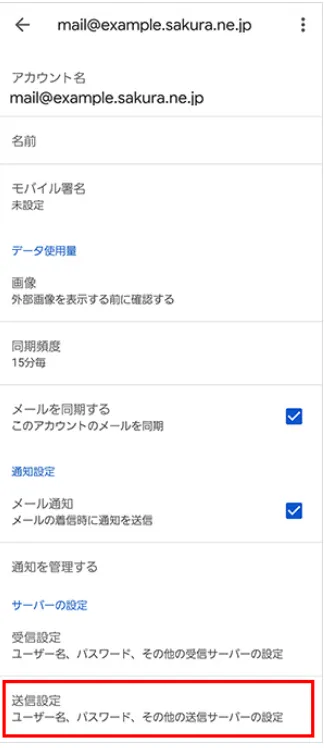 mail@example.sakura.ne.jp
アカウント名
mail@example.sakura.ne.jp
名前
モバイル署名
未設定
データ使用量
画像
外部画像を表示する前に確認する
同期頻度
15分毎
メールを同期する
このアカウントのメールを同期
通知設定
メール通知
メールの着信時に通知を送信
通知を管理する
サーバーの設定
受信設定
ユーザー名、パスワード、その他の受信サーバーの設定
送信設定
ユーザー名、パスワード、その他の送信サーバーの設定